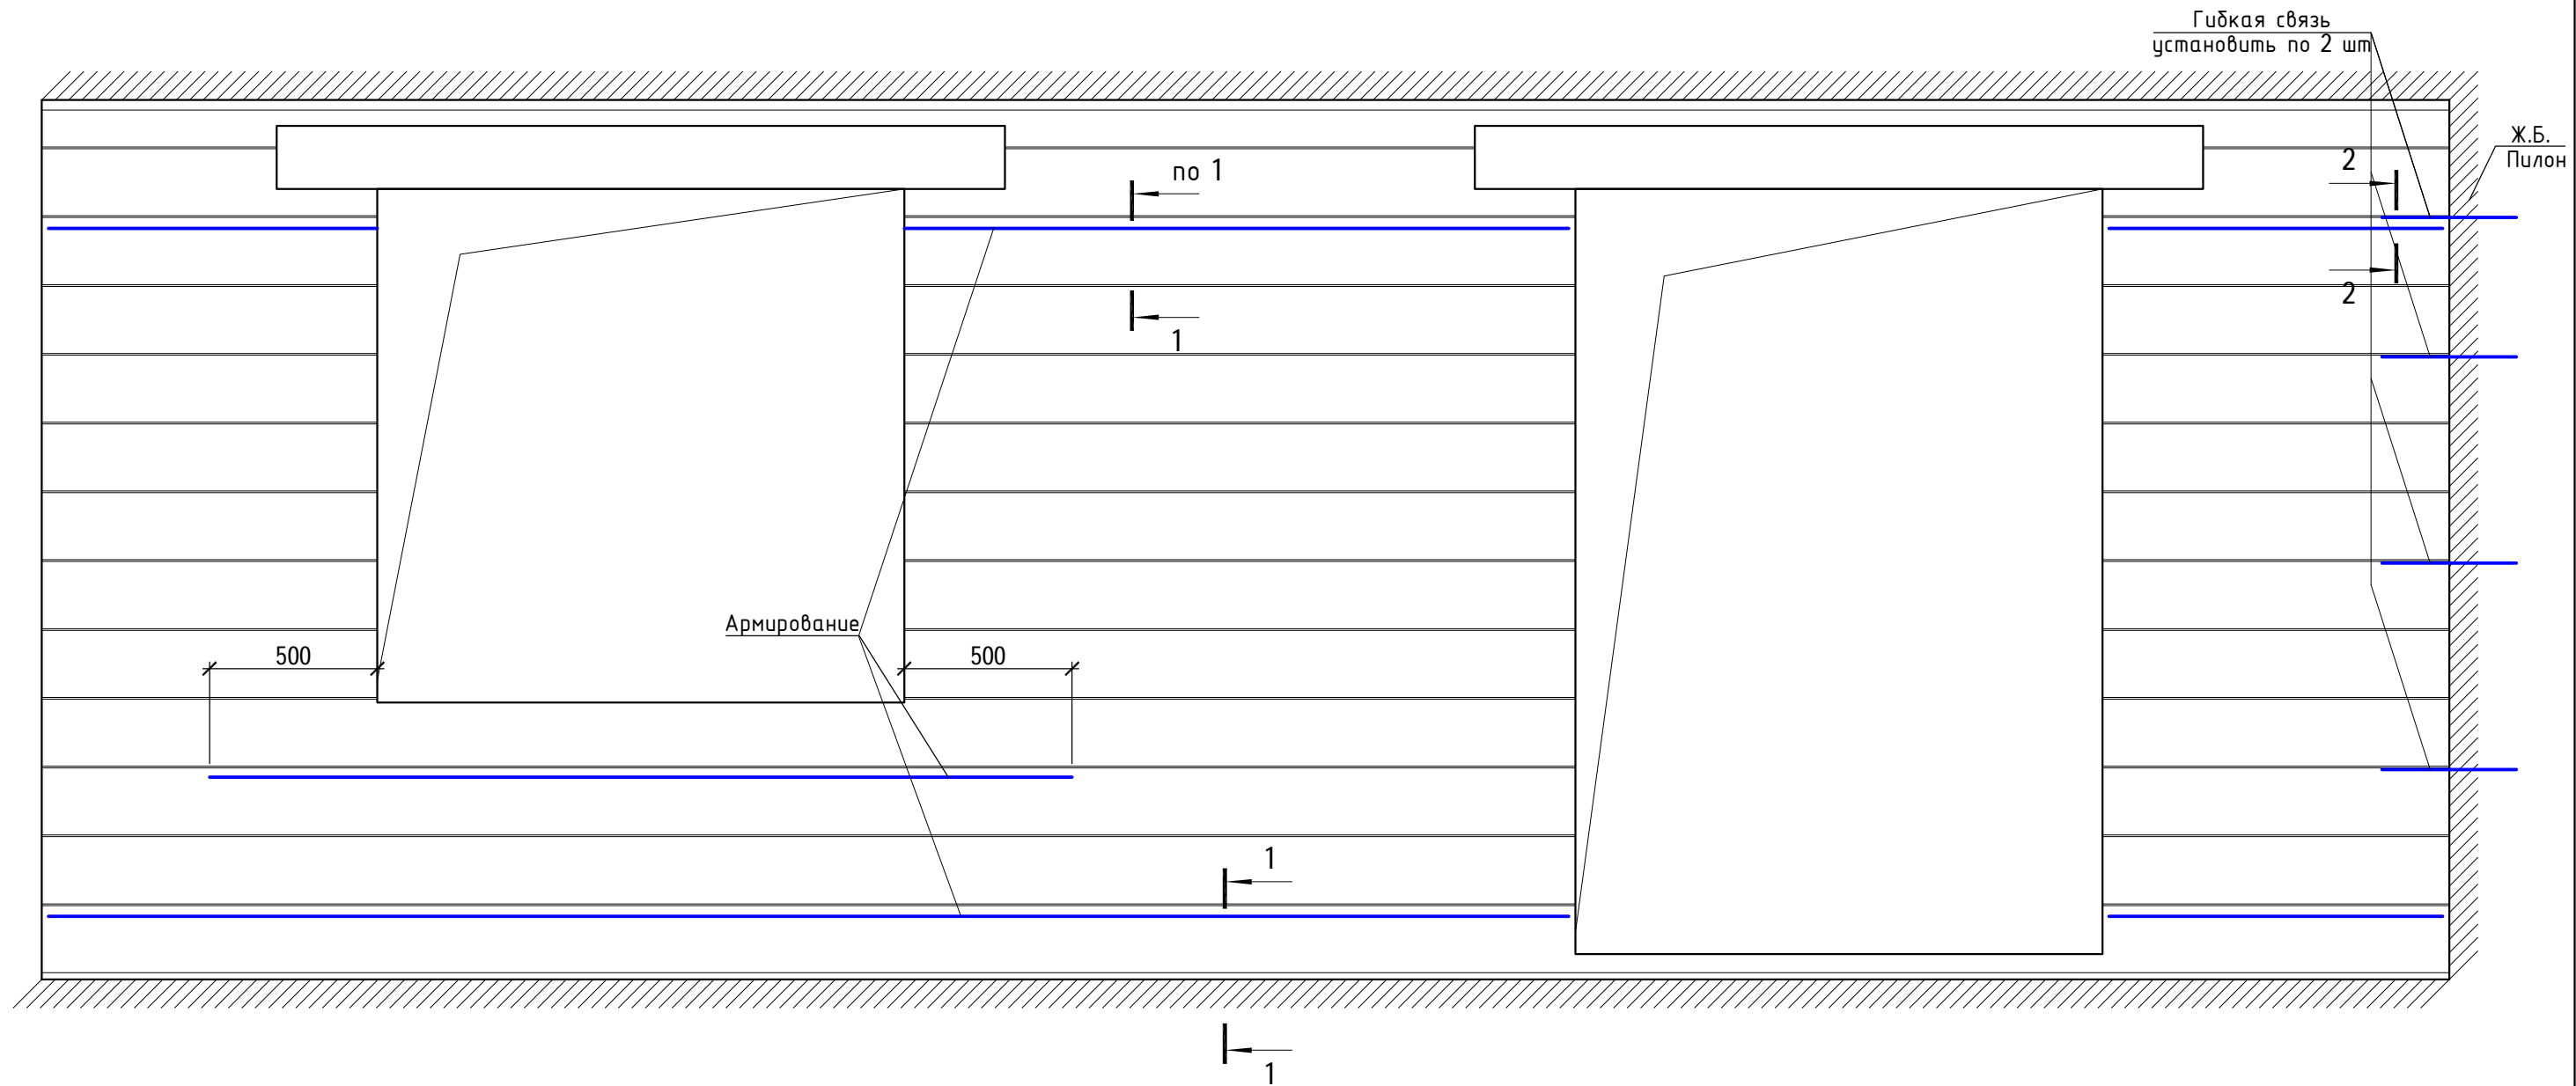 Гибкая связь
установить по 2 шт
Ж.Б.
Пилон
2
по 1
2
1
Армирование
500
500
1
1